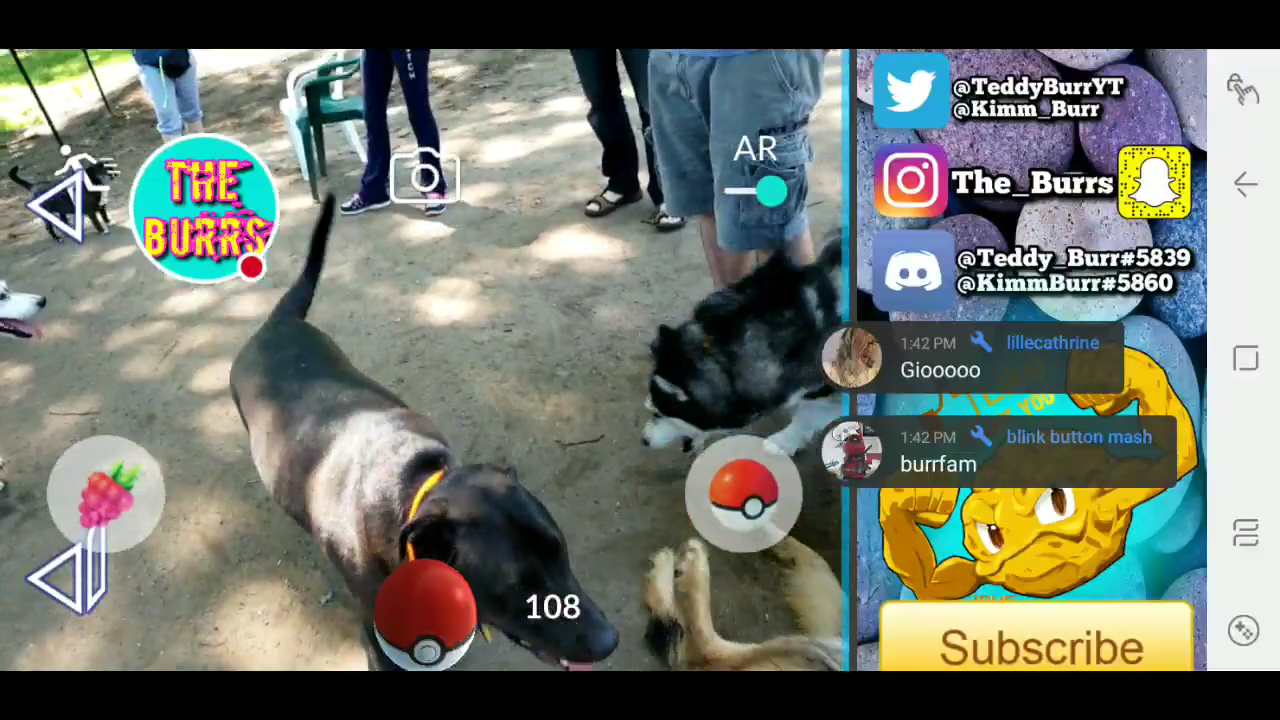 THE
BURRS
AR
108
@TeddyBurrYT
@Kimm_Burr
The_Burrs
@Teddy_Burr#5839
@KimmBurr#5860
1:42 PM lillecathrine
Giooooo
YOU
1:42 PM blink button mash
burrfam
Subscribe